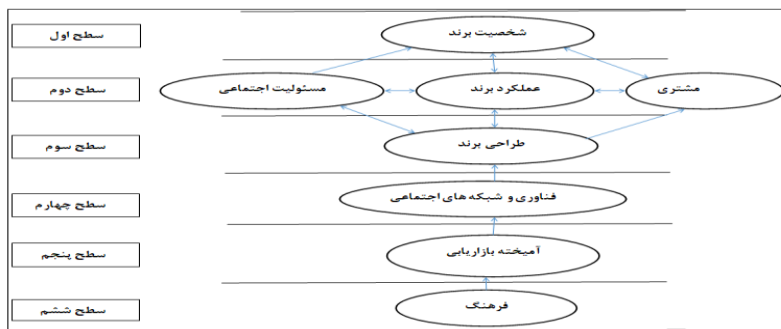 سطح اول
شخصیت برند
سطح دوم
مسئولیت اجتماعی
عملکرد برند
مشتری
سطح سوم
طراحی برند
سطح چهارم
فناوری و شبکه های اجتماعی
سطح پنجم
آمیخته بازاریابی
سطح ششم
فرهنگ